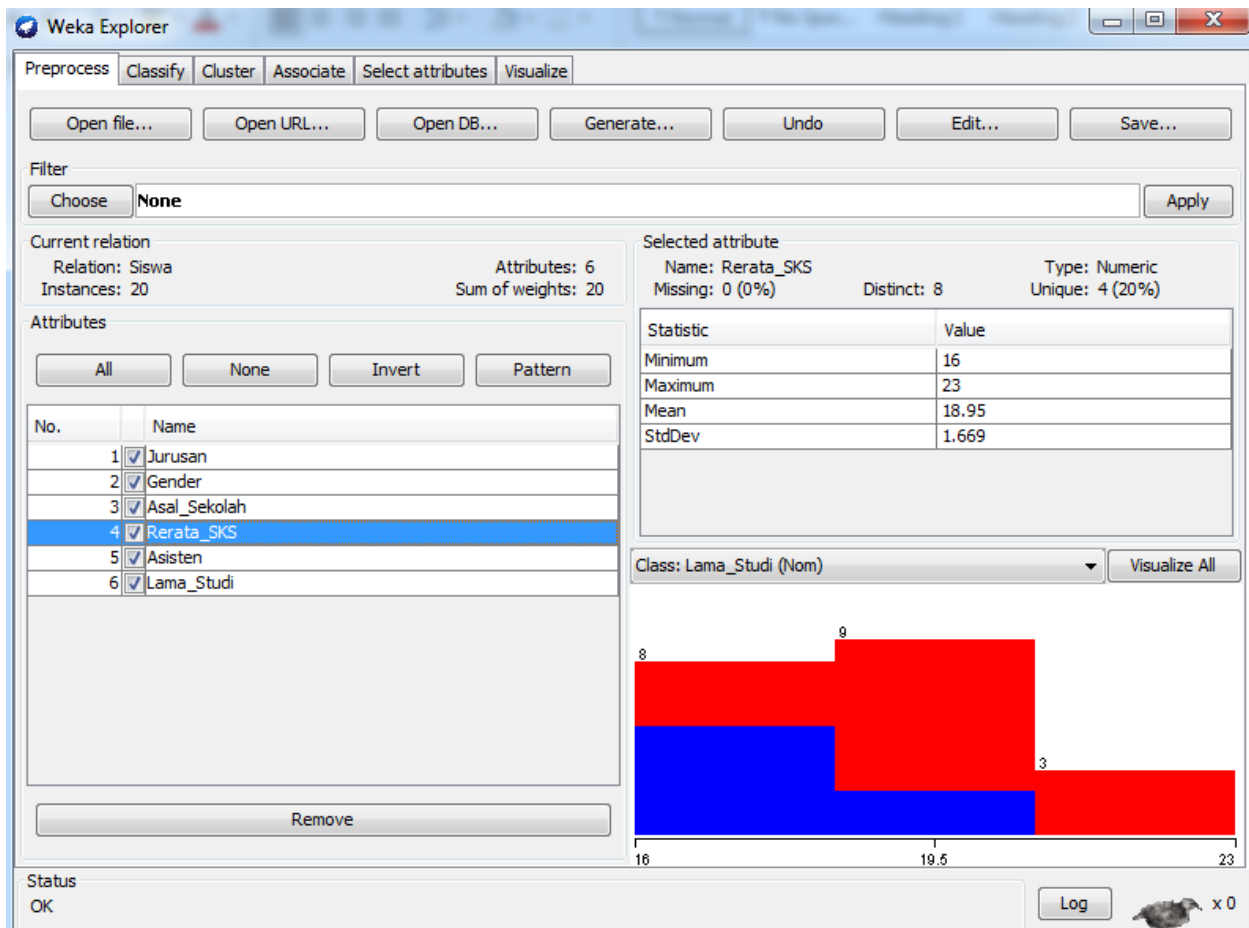 Weka Explorer
Preprocess Classify Cluster Associate Select attributes Visualize
Open file... Open URL... Open DB... Generate... Undo Edit... Save...
Filter
Choose None Apply
Current relation
Relation: Siswa Attributes: 6
Instances: 20 Sum of weights: 20
Selected attribute
Name: Rerata_SKS Type: Numeric
Missing: 0 (0%) Distinct: 8 Unique: 4 (20%)
Attributes
All None Invert Pattern
No. Name
1 Jurusan
2 Gender
3 Asal_Sekolah
4 Rerata_SKS
5 Asisten
6 Lama_Studi
Remove
Statistic Value
Minimum 16
Maximum 23
Mean 18.95
StdDev 1.669
Class: Lama_Studi (Nom) Visualize All
8 9 3
16 19.5 23
Status
OK Log x 0